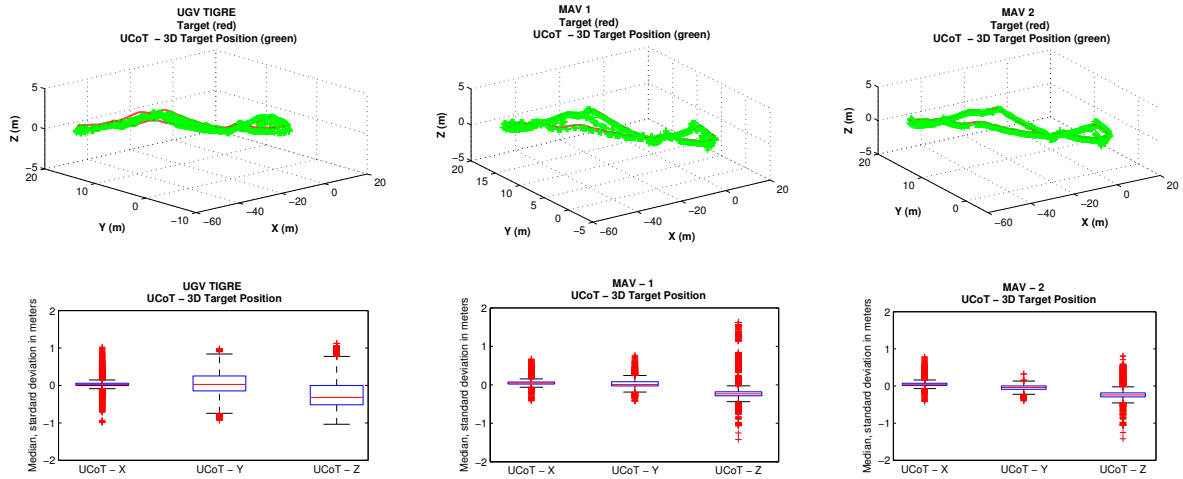 UGV TIGRE
Target (red)
UCoT − 3D Target Position (green)
5
0
−5
Z (m)
20
10
0
−10
Y (m)
−60
−40
−20
0
20
X (m)
MAV 1
Target (red)
UCoT − 3D Target Position (green)
5
0
−5
Z (m)
20
15
10
5
0
−5
Y (m)
−60
−40
−20
0
20
X (m)
MAV 2
Target (red)
UCoT − 3D Target Position (green)
5
0
−5
Z (m)
20
10
0
Y (m)
−60
−40
−20
0
20
X (m)
UGV TIGRE
UCoT − 3D Target Position
Median, standard deviation in meters
2
1
0
−1
−2
UCoT − X
UCoT − Y
UCoT − Z
MAV − 1
UCoT − 3D Target Position
Median, standard deviation in meters
2
1
0
−1
−2
UCoT − X
UCoT − Y
UCoT − Z
MAV − 2
UCoT − 3D Target Position
Median, standard deviation in meters
2
1
0
−1
−2
UCoT − X
UCoT − Y
UCoT − Z